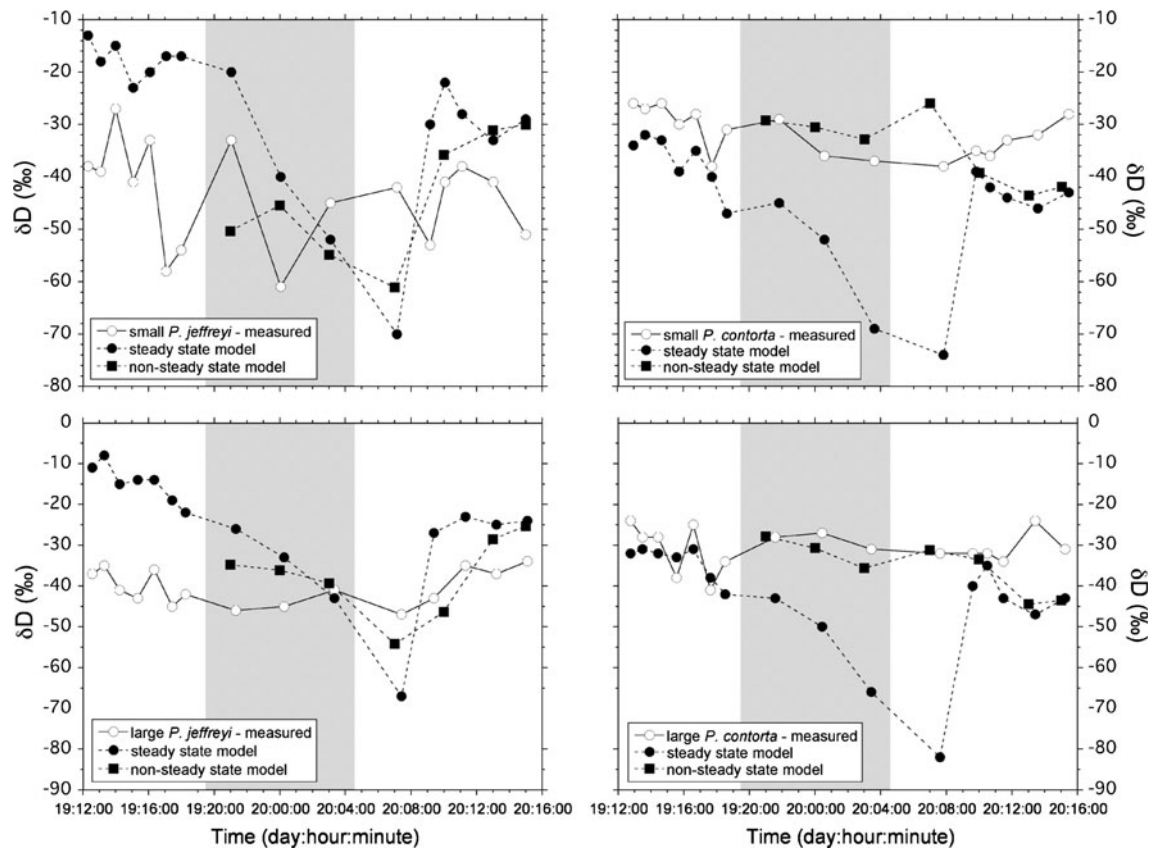 -10
-20
-30
-40
-50
-60
-70
-80
δD (‰)
small P. jeffreyi - measured
steady state model
non-steady state model
-10
-20
-30
-40
-50
-60
-70
-80
δD (‰)
small P. contorta - measured
steady state model
non-steady state model
0
-10
-20
-30
-40
-50
-60
-70
-80
-90
δD (‰)
large P. jeffreyi - measured
steady state model
non-steady state model
19:12:00 19:16:00 19:20:00 20:00:00 20:04:00 20:08:00 20:12:00 20:16:00
Time (day:hour:minute)
0
-10
-20
-30
-40
-50
-60
-70
-80
-90
δD (‰)
large P. contorta - measured
steady state model
non-steady state model
19:12:00 19:16:00 19:20:00 20:00:00 20:04:00 20:08:00 20:12:00 20:16:00
Time (day:hour:minute)